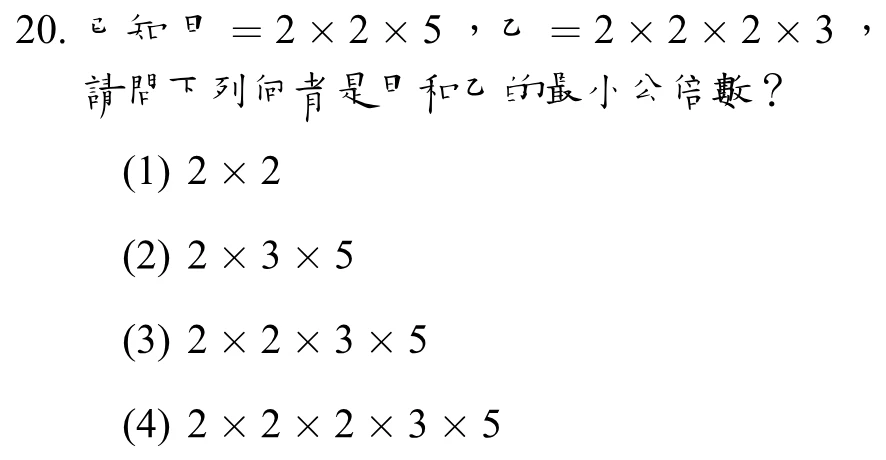 20. 已知甲 = 2 × 2 × 5 ，乙 = 2 × 2 × 2 × 3 ，
請問下列何者是甲和乙的最小公倍數？
(1) 2 × 2
(2) 2 × 3 × 5
(3) 2 × 2 × 3 × 5
(4) 2 × 2 × 2 × 3 × 5